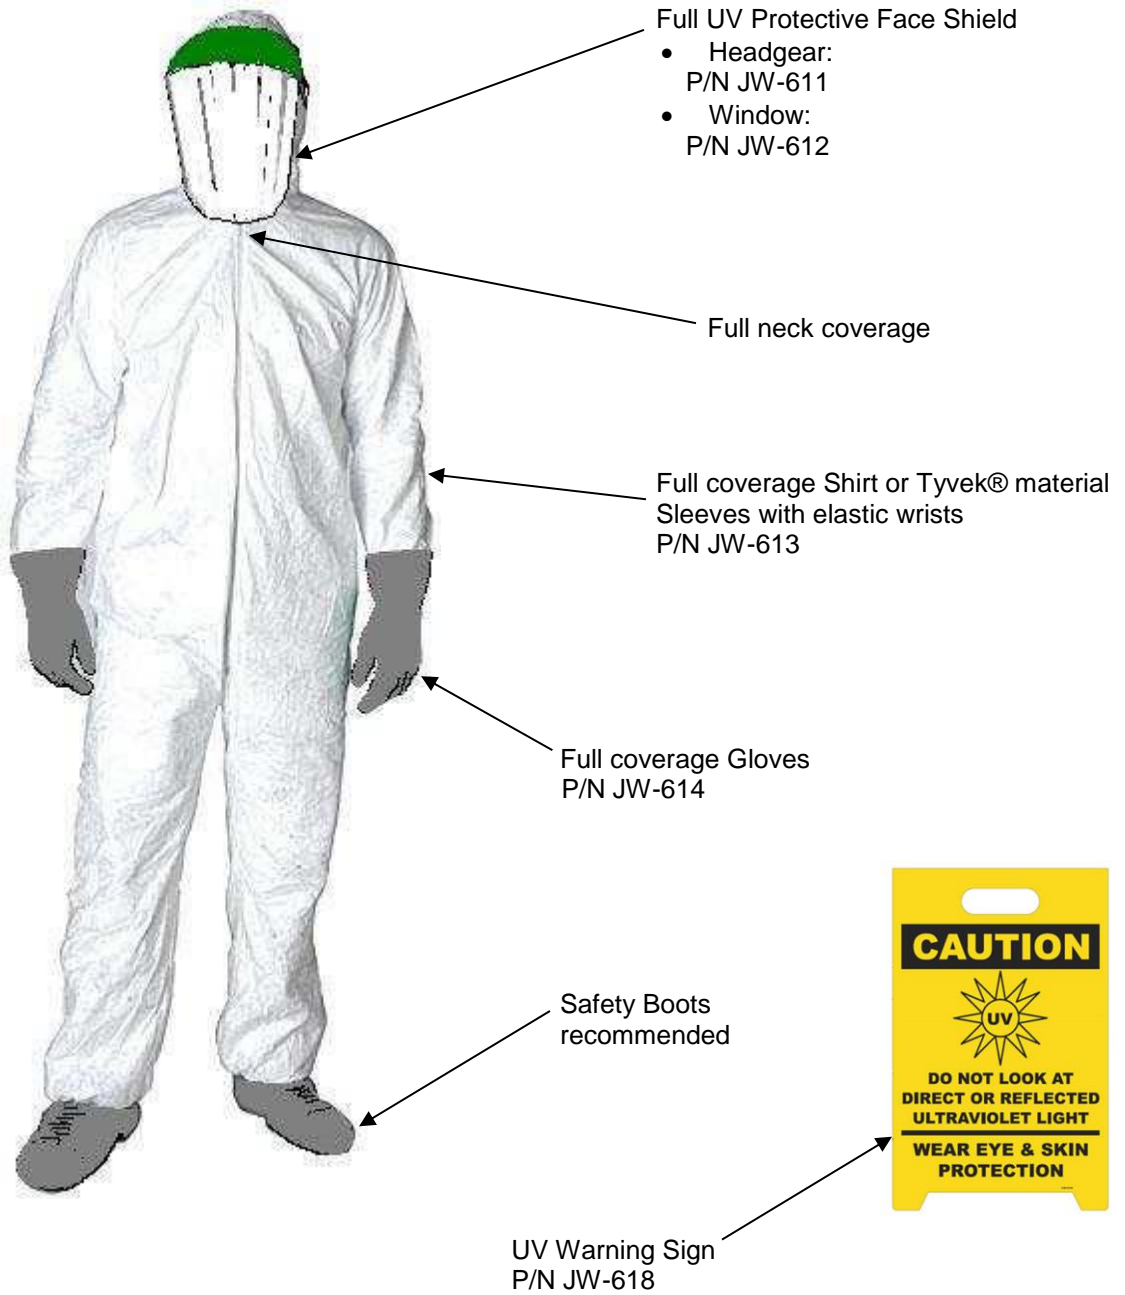 Full UV Protective Face Shield
• Headgear:
P/N JW-611
• Window:
P/N JW-612
Full neck coverage
Full coverage Shirt or Tyvek® material
Sleeves with elastic wrists
P/N JW-613
Full coverage Gloves
P/N JW-614
Safety Boots
recommended
CAUTION
UV
DO NOT LOOK AT
DIRECT OR REFLECTED
ULTRAVIOLET LIGHT
WEAR EYE & SKIN
PROTECTION
UV Warning Sign
P/N JW-618